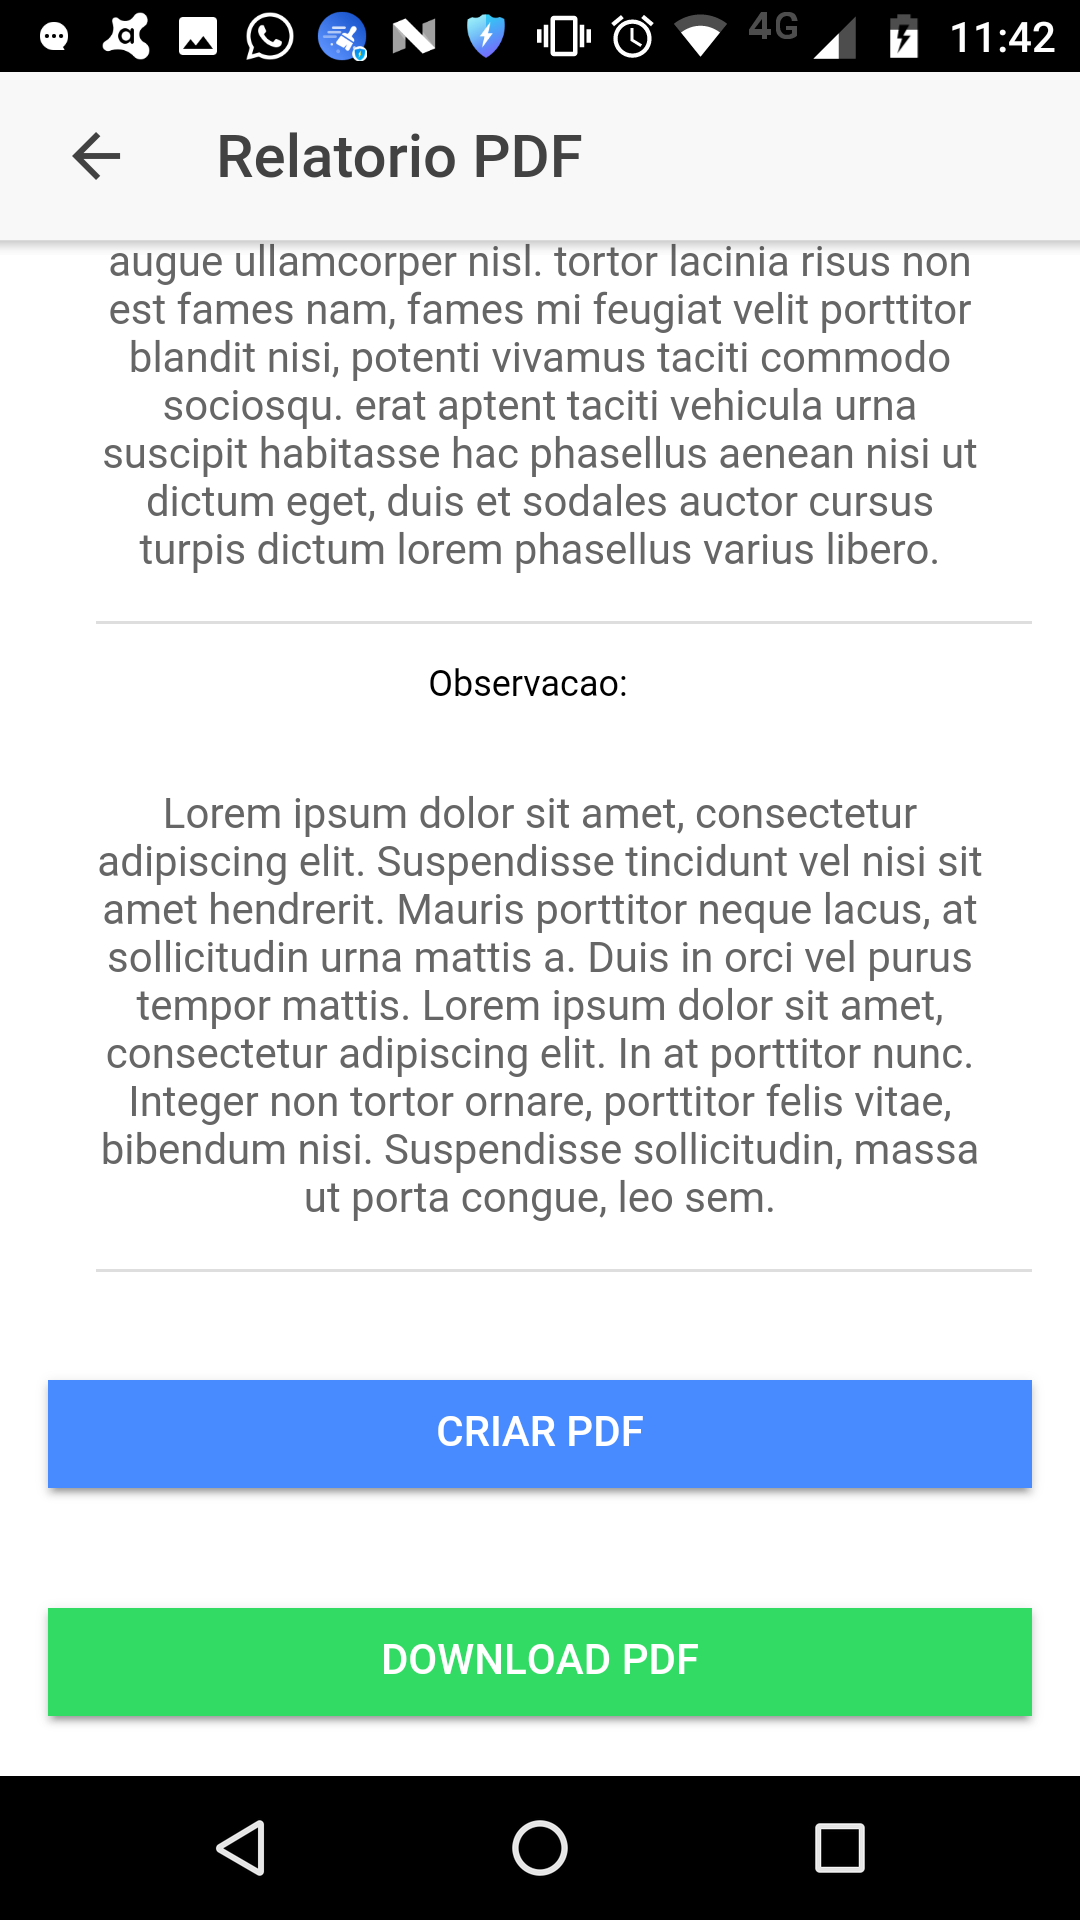 4G 11:42
Relatorio PDF
augue ullamcorper nisl. tortor lacinia risus non
est fames nam, fames mi feugiat velit porttitor
blandit nisi, potenti vivamus taciti commodo
sociosqu. erat aptent taciti vehicula urna
suscipit habitasse hac phasellus aenean nisi ut
dictum eget, duis et sodales auctor cursus
turpis dictum lorem phasellus varius libero.
Observacao:
Lorem ipsum dolor sit amet, consectetur
adipiscing elit. Suspendisse tincidunt vel nisi sit
amet hendrerit. Mauris porttitor neque lacus, at
sollicitudin urna mattis a. Duis in orci vel purus
tempor mattis. Lorem ipsum dolor sit amet,
consectetur adipiscing elit. In at porttitor nunc.
Integer non tortor ornare, porttitor felis vitae,
bibendum nisi. Suspendisse sollicitudin, massa
ut porta congue, leo sem.
CRIAR PDF
DOWNLOAD PDF